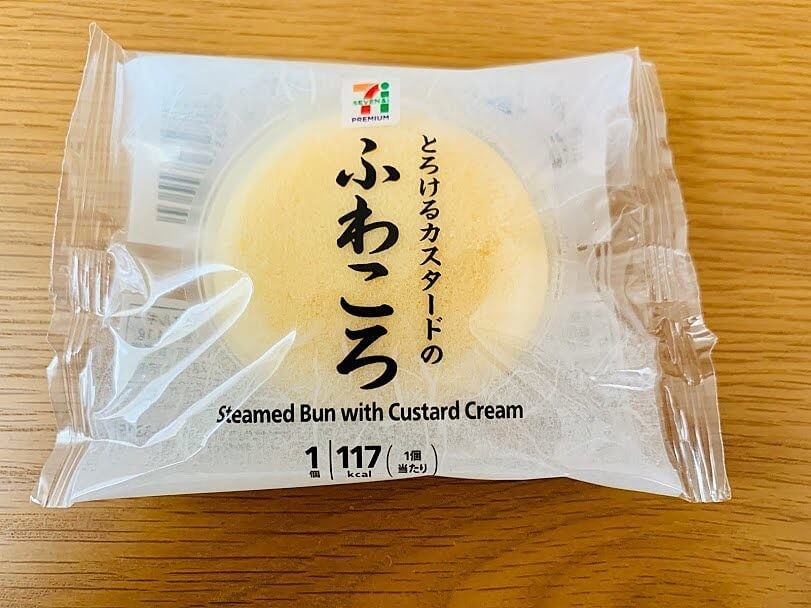 SEVEN&i
PREMIUM
とろけるカスタードの
ふわころ
Steamed Bun with Custard Cream
1個
117kcal
(1個当たり)